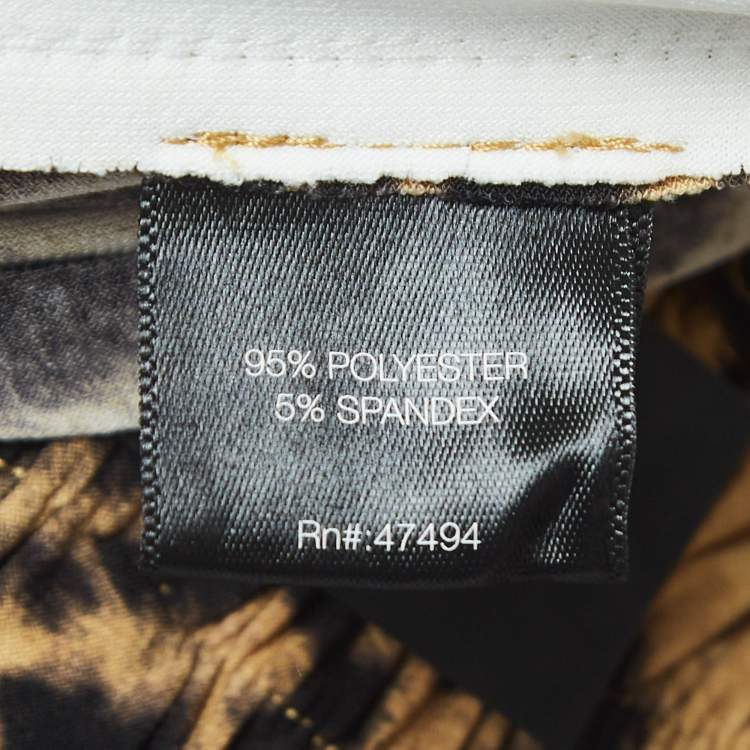 95% POLYESTER
5% SPANDEX
Rn#:47494